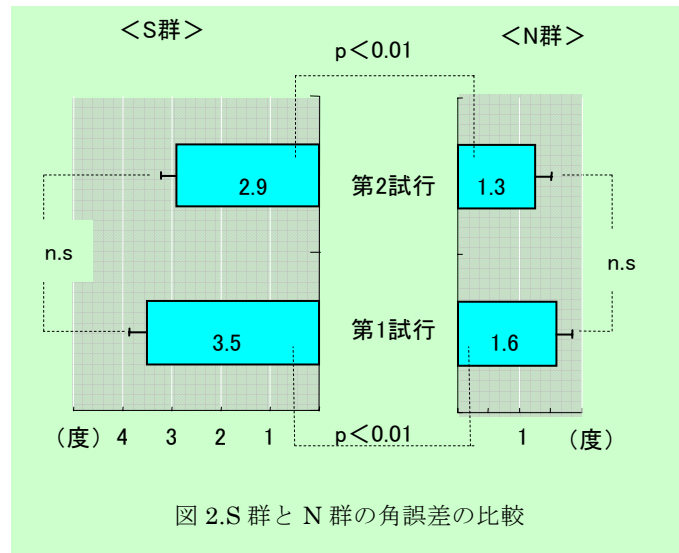 ＜S群＞
＜N群＞
p＜0.01
2.9
第2試行
1.3
n.s
n.s
3.5
第1試行
1.6
（度） 4 3 2 1
p＜0.01
1 （度）
図 2.S 群と N 群の角誤差の比較